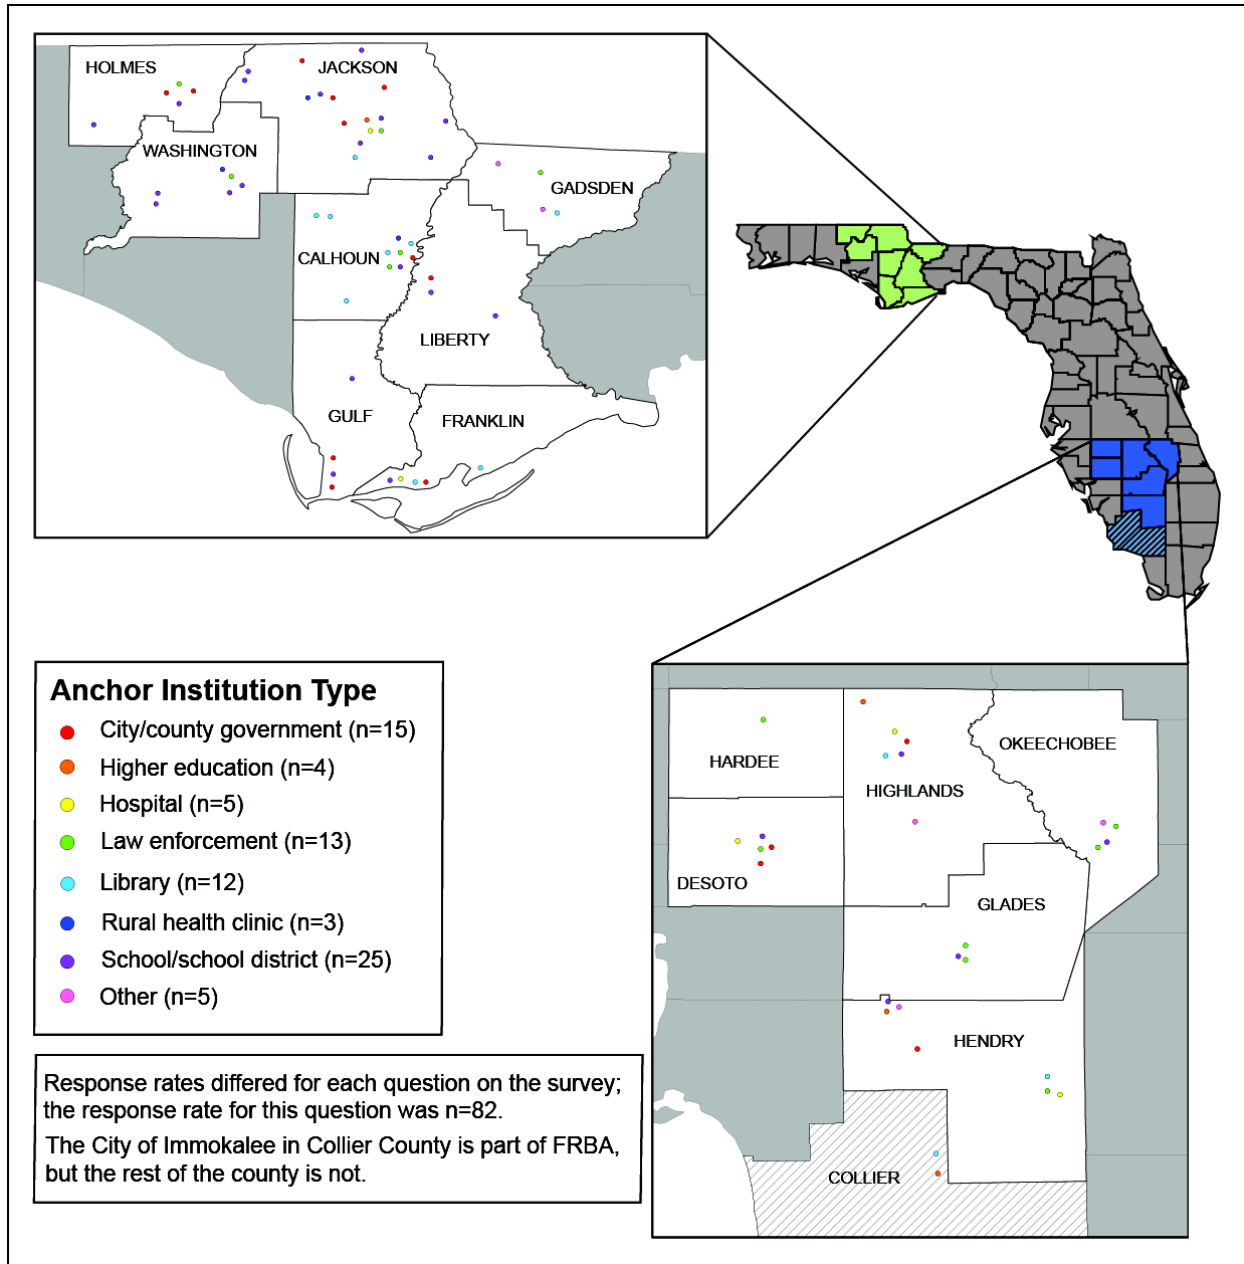 HOLMES
JACKSON
WASHINGTON
GADSDEN
CALHOUN
LIBERTY
GULF
FRANKLIN
Anchor Institution Type
City/county government (n=15)
Higher education (n=4)
Hospital (n=5)
Law enforcement (n=13)
Library (n=12)
Rural health clinic (n=3)
School/school district (n=25)
Other (n=5)
Response rates differed for each question on the survey;
the response rate for this question was n=82.
The City of Immokalee in Collier County is part of FRBA,
but the rest of the county is not.
HARDEE
OKEECHOBEE
HIGHLANDS
DESOTO
GLADES
HENDRY
COLLIER